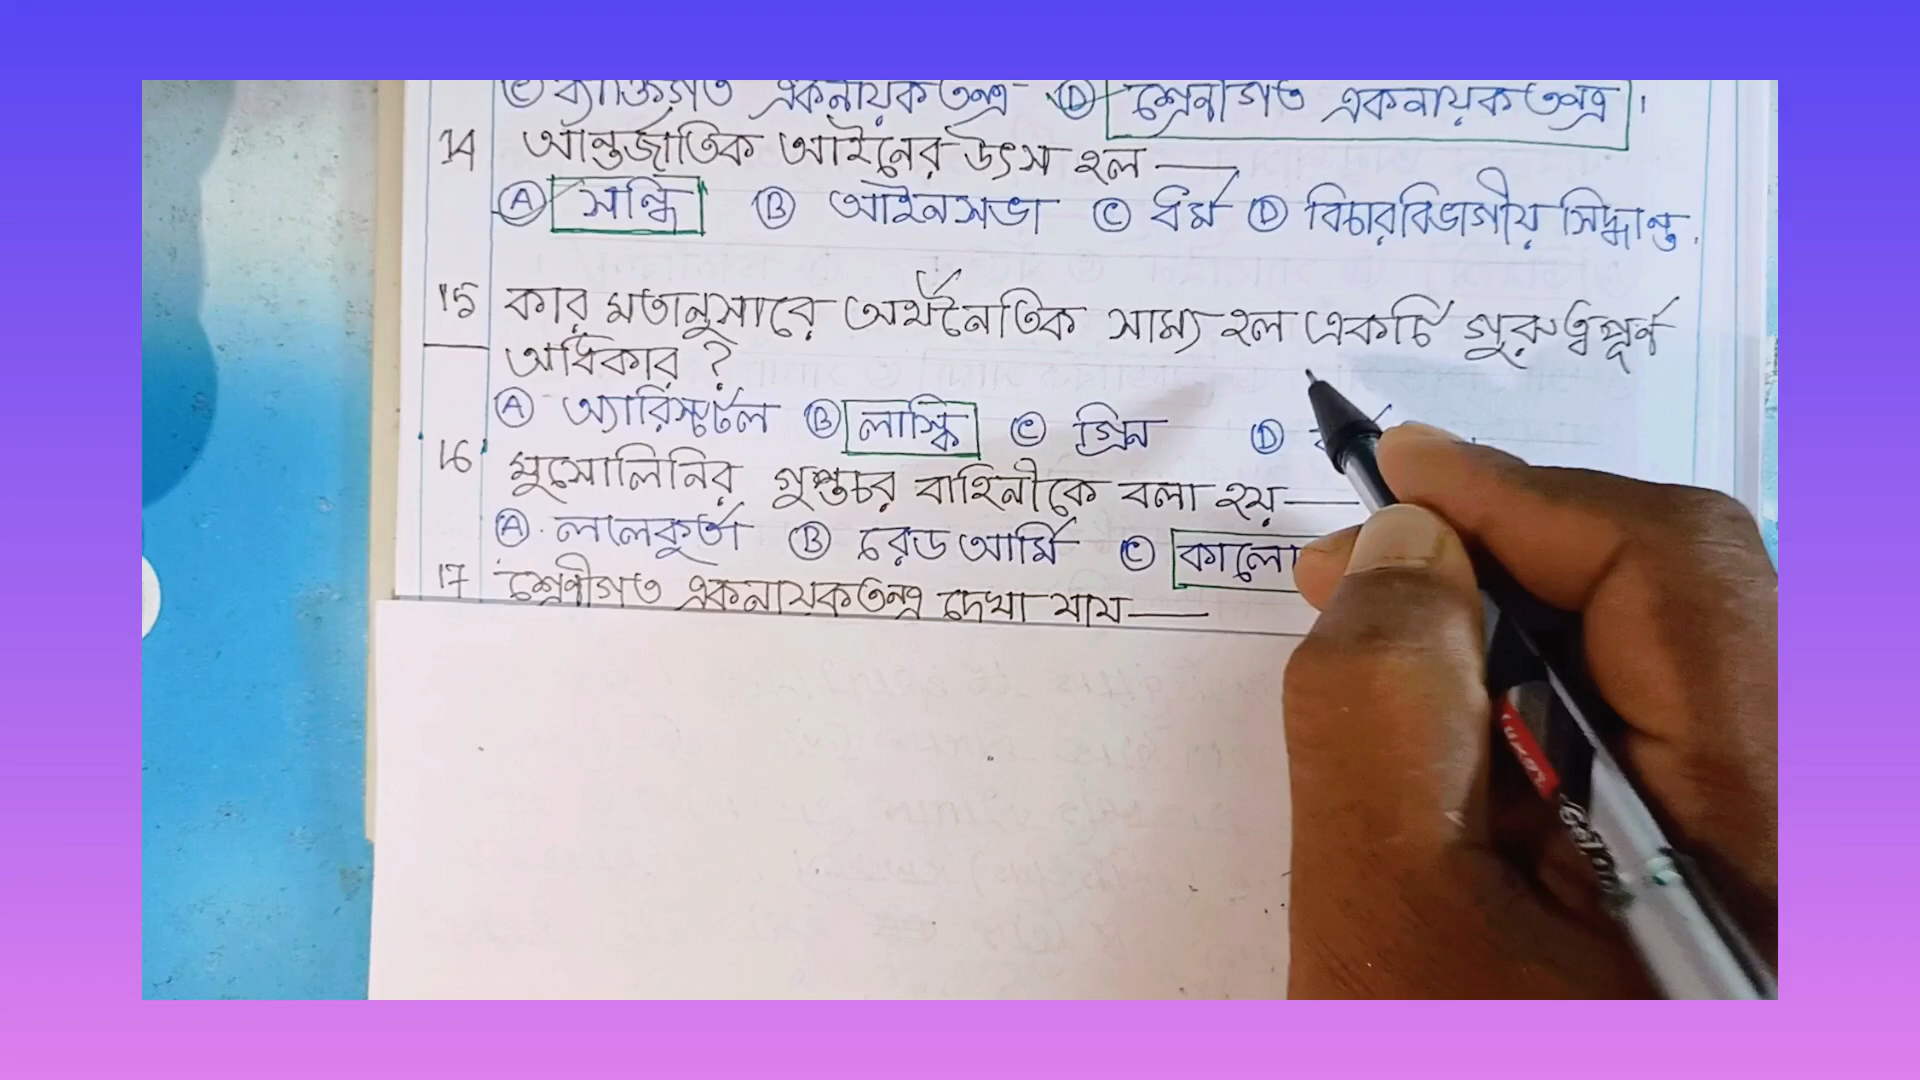 Ⓒ ব্যক্তিগত একনায়কতন্ত্র Ⓓ শ্রেণীগত একনায়কতন্ত্র।
14 আন্তর্জাতিক আইনের উৎস হল —
Ⓐ সন্ধি Ⓑ আইনসভা Ⓒ ধর্ম Ⓓ বিচারবিভাগীয় সিদ্ধান্ত.
15 কার মতানুসারে অর্থনৈতিক সাম্য হল একটি গুরুত্বপূর্ন
অধিকার ?
Ⓐ অ্যারিস্টটল Ⓑ লাস্কি Ⓒ গ্রিন Ⓓ
16 মুসোলিনির গুপ্তচর বাহিনীকে বলা হয় —
Ⓐ লালকুর্তা Ⓑ রেড আর্মি Ⓒ কালো
17 শ্রেণীগত একনায়কতন্ত্র দেখা যায় —